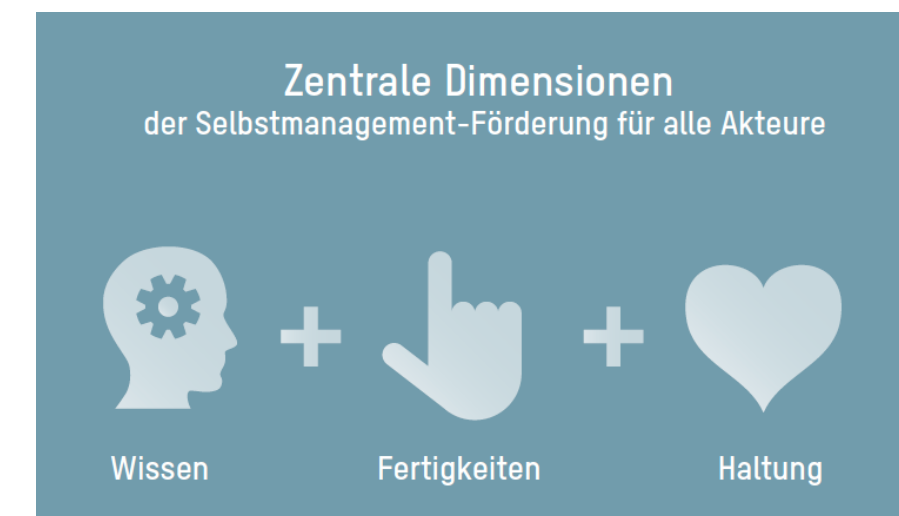 Zentrale Dimensionen
der Selbstmanagement-Förderung für alle Akteure
Wissen
Fertigkeiten
Haltung